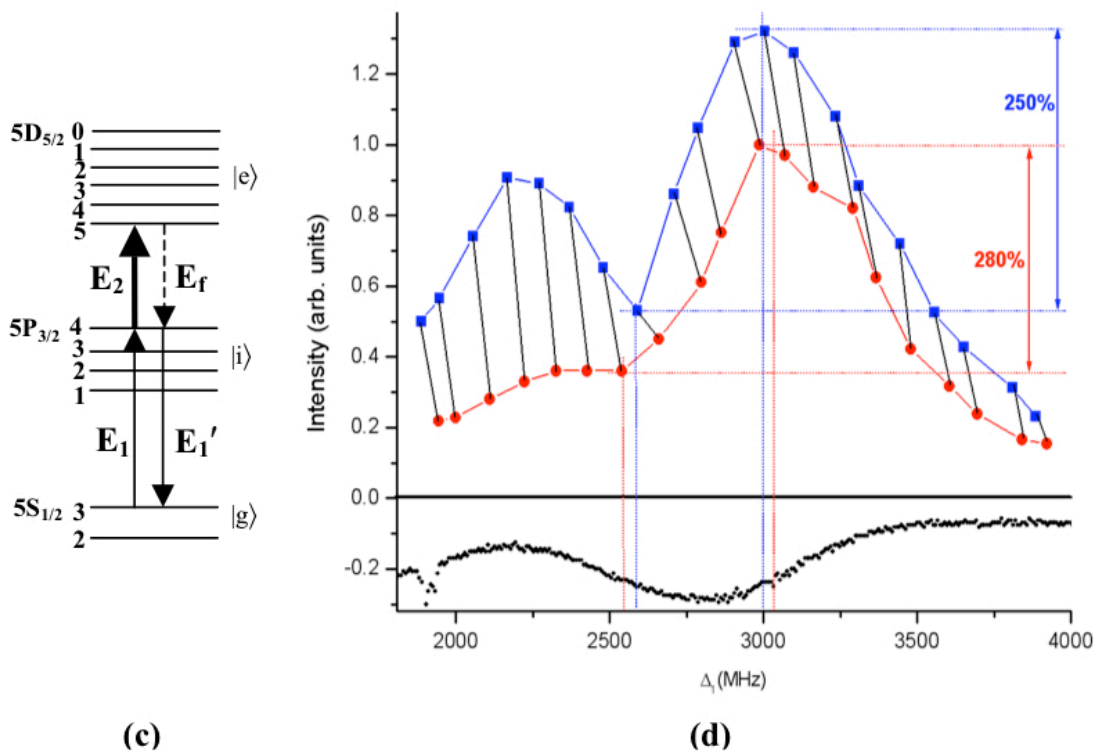 5D5/2 0
1
2
3
4
5
|e⟩
E2 Ef
5P3/2 4
3
2
1
|i⟩
E1 E1′
5S1/2 3
2
|g⟩
(c)
Intensity (arb. units)
1.2
1.0
0.8
0.6
0.4
0.2
0.0
-0.2
250%
280%
2000 2500 3000 3500 4000
Δ1(MHz)
(d)